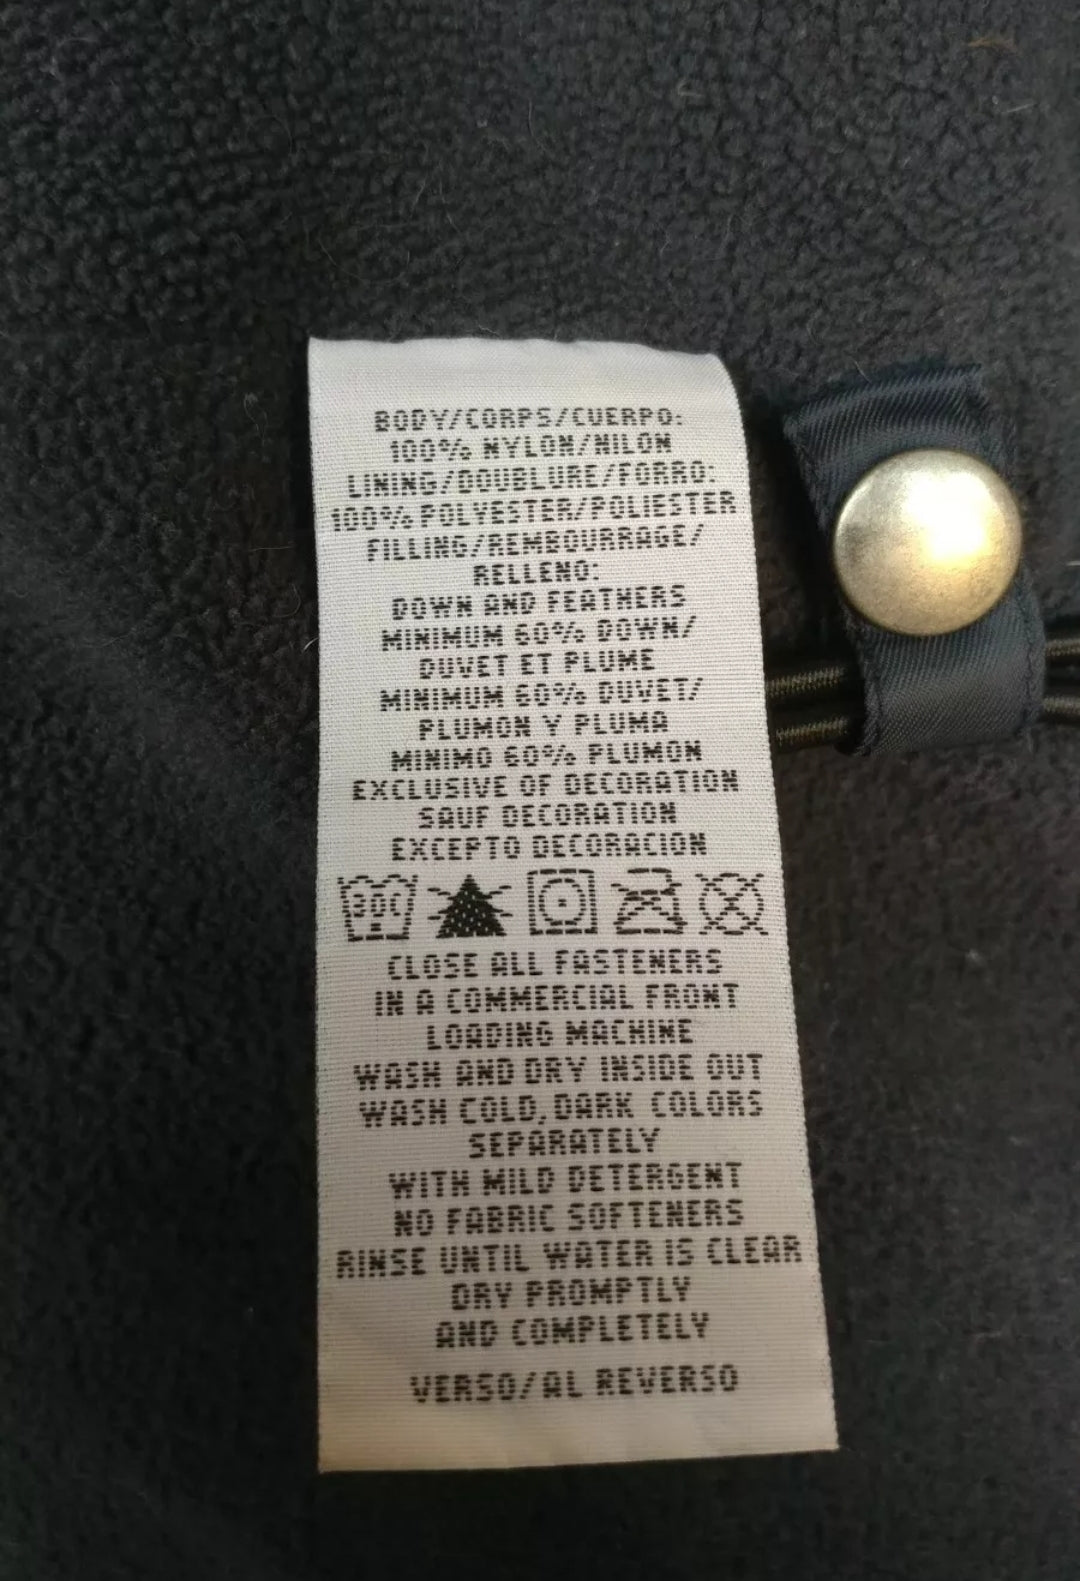 BODY/CORPS/CUERPO:
100% NYLON/NILON
LINING/DOUBLURE/FORRO:
100% POLYESTER/POLIESTER
FILLING/REMBOURRAGE/
RELLENO:
DOWN AND FEATHERS
MINIMUM 60% DOWN/
DUVET ET PLUME
MINIMUM 60% DUVET/
PLUMON Y PLUMA
MINIMO 60% PLUMON
EXCLUSIVE OF DECORATION
SAUF DECORATION
EXCEPTO DECORACION
30C
CLOSE ALL FASTENERS
IN A COMMERCIAL FRONT
LOADING MACHINE
WASH AND DRY INSIDE OUT
WASH COLD, DARK COLORS
SEPARATELY
WITH MILD DETERGENT
NO FABRIC SOFTENERS
RINSE UNTIL WATER IS CLEAR
DRY PROMPTLY
AND COMPLETELY
VERSO/AL REVERSO